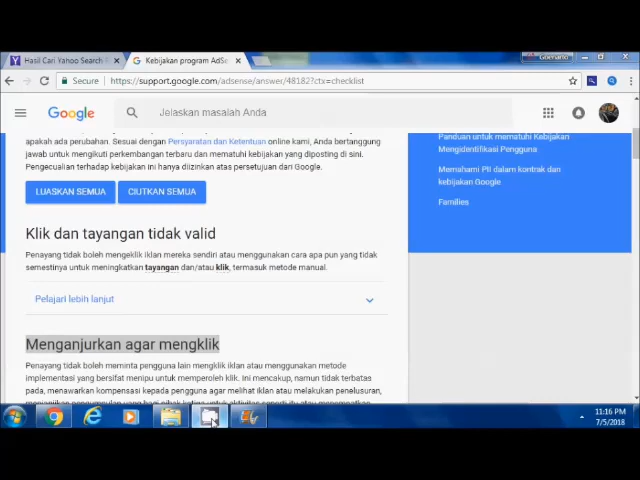 Hasil Cari Yahoo Search
Kebijakan program AdSe
Secure
https://support.google.com/adsense/answer/48182?ctx=checklist
Google
Jelaskan masalah Anda
apakah ada perubahan. Sesuai dengan Persyaratan dan Ketentuan online kami, Anda bertanggung
jawab untuk mengikuti perkembangan terbaru dan mematuhi kebijakan yang diposting di sini.
Pengecualian terhadap kebijakan ini hanya diizinkan atas persetujuan dari Google.
LUASKAN SEMUA
CIUTKAN SEMUA
Panduan untuk mematuhi Kebijakan
Mengidentifikasi Pengguna
Memahami PII dalam kontrak dan
kebijakan Google
Families
Klik dan tayangan tidak valid
Penayang tidak boleh mengeklik iklan mereka sendiri atau menggunakan cara apa pun yang tidak
semestinya untuk meningkatkan tayangan dan/atau klik, termasuk metode manual.
Pelajari lebih lanjut
Menganjurkan agar mengklik
Penayang tidak boleh meminta pengguna lain mengklik iklan atau menggunakan metode
implementasi yang bersifat menipu untuk memperoleh klik. Ini mencakup, namun tidak terbatas
pada, menawarkan kompensasi kepada pengguna agar melihat iklan atau melakukan penelusuran,
11:16 PM
7/5/2018